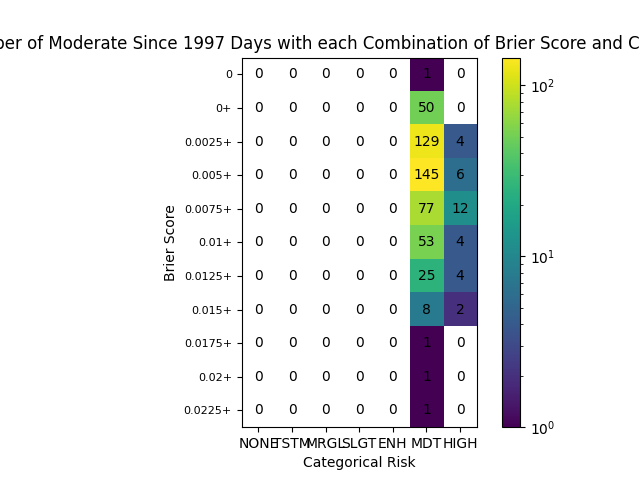 ber of Moderate Since 1997 Days with each Combination of Brier Score and C
0 0 0 0 0 0 1 0
0+ 0 0 0 0 0 50 0
0.0025+ 0 0 0 0 0 129 4
0.005+ 0 0 0 0 0 145 6
0.0075+ 0 0 0 0 0 77 12
0.01+ 0 0 0 0 0 53 4
0.0125+ 0 0 0 0 0 25 4
0.015+ 0 0 0 0 0 8 2
0.0175+ 0 0 0 0 0 1 0
0.02+ 0 0 0 0 0 1 0
0.0225+ 0 0 0 0 0 1 0
NONE TSTM MRGL SLGT ENH MDT HIGH
Categorical Risk
Brier Score
10²
10¹
10⁰